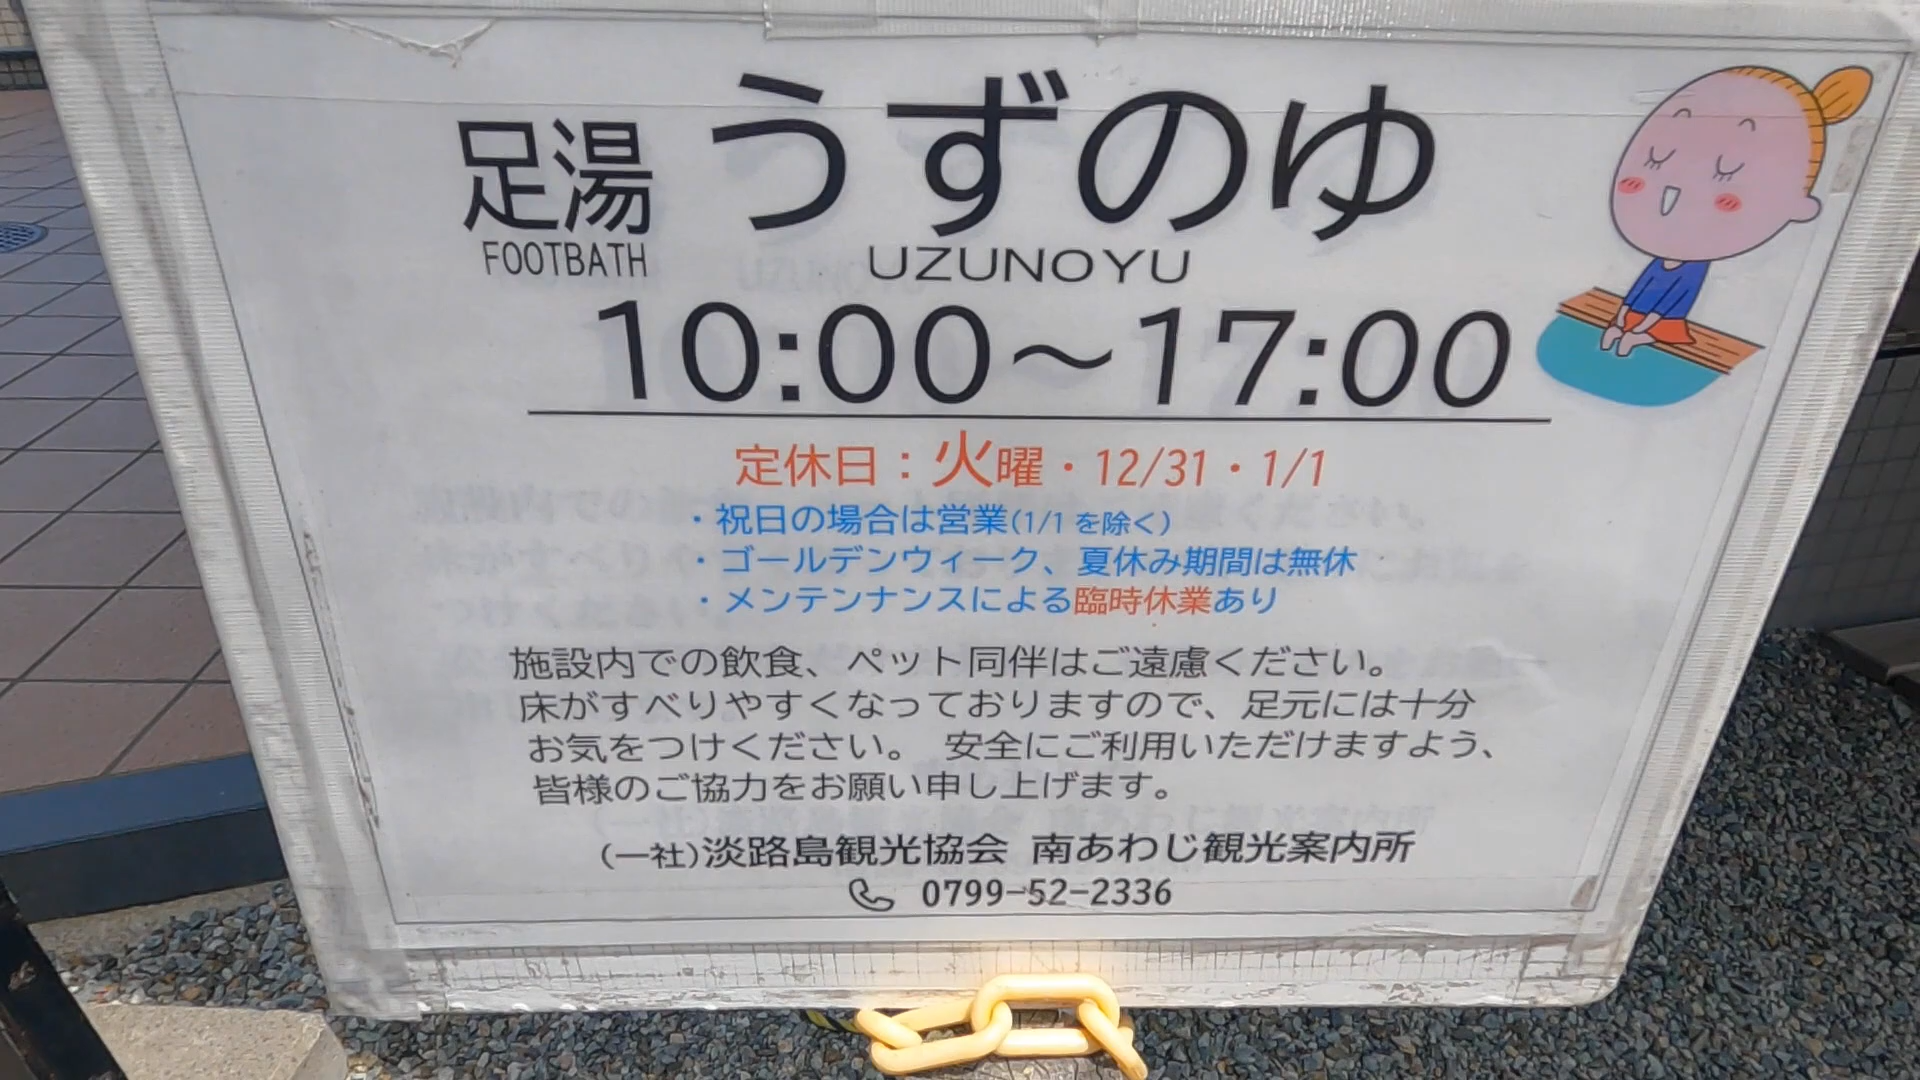 足湯 うずのゆ
FOOTBATH UZUNOYU
10:00～17:00
定休日：火曜・12/31・1/1
・祝日の場合は営業(1/1を除く)
・ゴールデンウィーク、夏休み期間は無休
・メンテンナンスによる臨時休業あり
施設内での飲食、ペット同伴はご遠慮ください。
床がすべりやすくなっておりますので、足元には十分
お気をつけください。 安全にご利用いただけますよう、
皆様のご協力をお願い申し上げます。
(一社)淡路島観光協会 南あわじ観光案内所
0799-52-2336